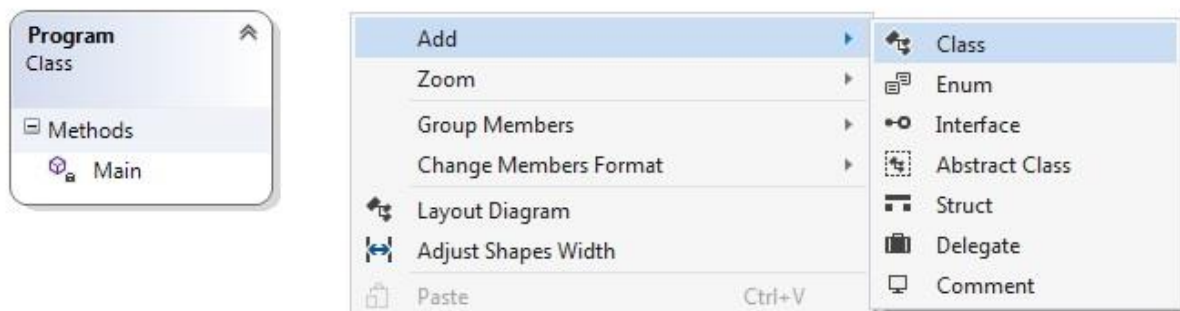 Program
Class
Methods
Main
Add
Zoom
Group Members
Change Members Format
Layout Diagram
Adjust Shapes Width
Paste Ctrl+V
Class
Enum
Interface
Abstract Class
Struct
Delegate
Comment